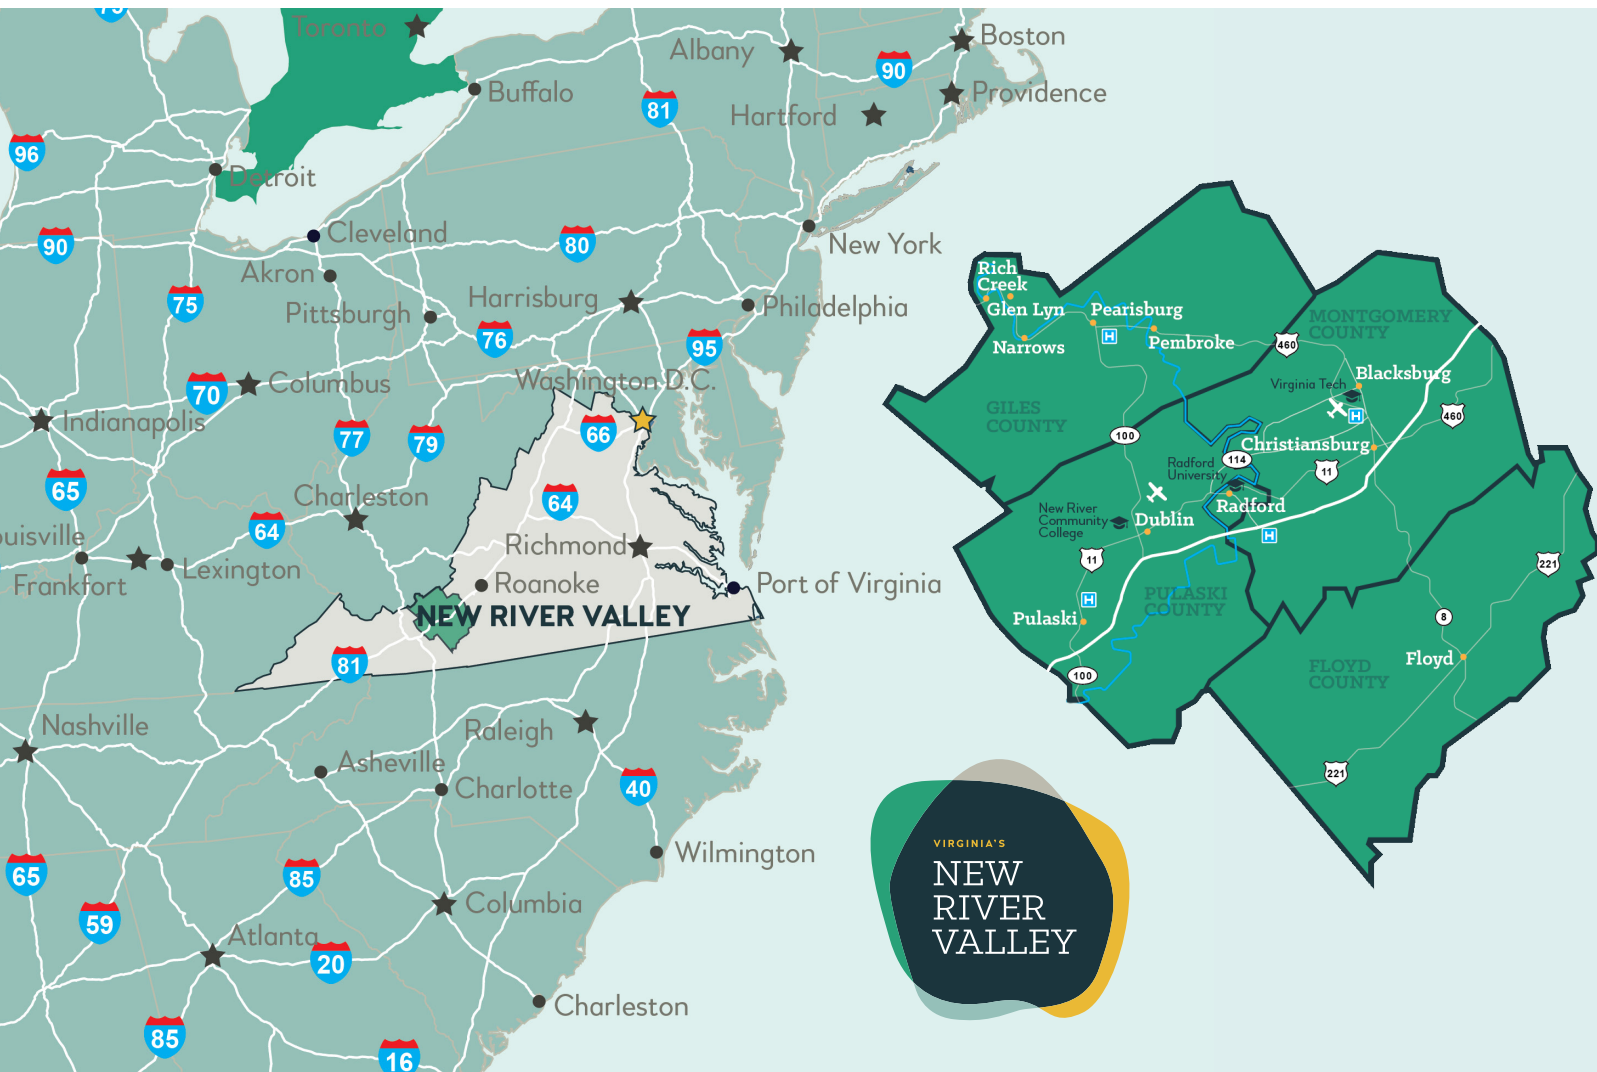 75
Toranto
Albany
Boston
90
Buffalo
81
Providence
Hartford
96
Detroit
Cleveland
90
80
New York
Akron
75
Harrisburg
Philadelphia
Pittsburgh
76
95
Washington D.C.
70
Columbus
Indianapolis
77
79
66
65
Charleston
64
64
ouisville
Richmond
Frankfort
Lexington
Roanoke
Port of Virginia
NEW RIVER VALLEY
81
Nashville
Raleigh
Asheville
Charlotte
40
Wilmington
65
85
59
Columbia
Atlanta
20
Charleston
85
16
Rich
Creek
Glen Lyn
Pearisburg
H
Narrows
Pembroke
MONTGOMERY
COUNTY
460
Virginia Tech
Blacksburg
H
460
GILES
COUNTY
100
Christiansburg
114
11
Radford
University
Radford
New River
Community
College
Dublin
H
11
221
PULASKI
COUNTY
H
Pulaski
8
100
Floyd
FLOYD
COUNTY
221
VIRGINIA'S
NEW
RIVER
VALLEY